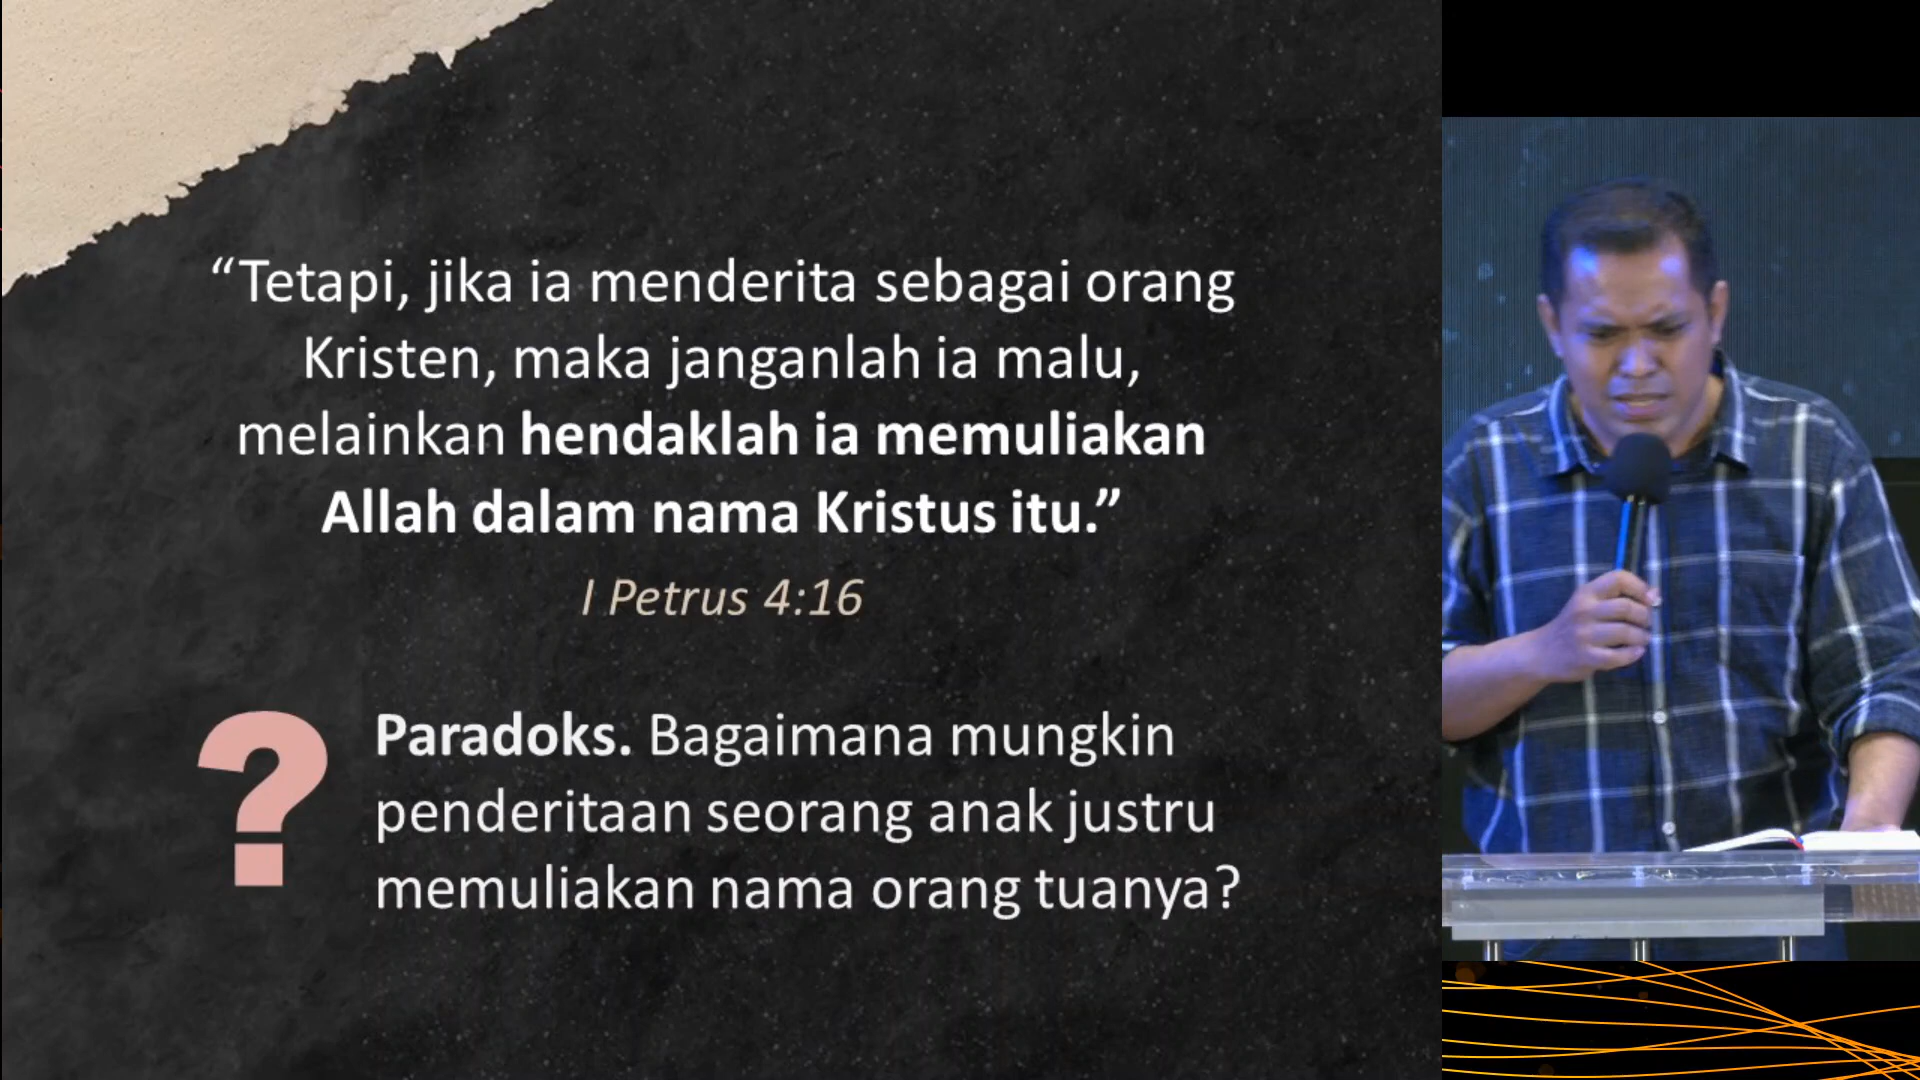 “Tetapi, jika ia menderita sebagai orang
Kristen, maka janganlah ia malu,
melainkan hendaklah ia memuliakan
Allah dalam nama Kristus itu.”
I Petrus 4:16
?
Paradoks. Bagaimana mungkin
penderitaan seorang anak justru
memuliakan nama orang tuanya?